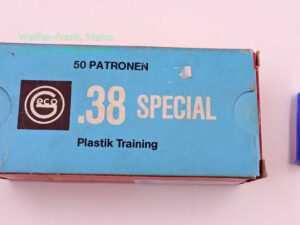 Waffen-Frank, Mainz
50 PATRONEN
Geco
.38 SPECIAL
Plastik Training